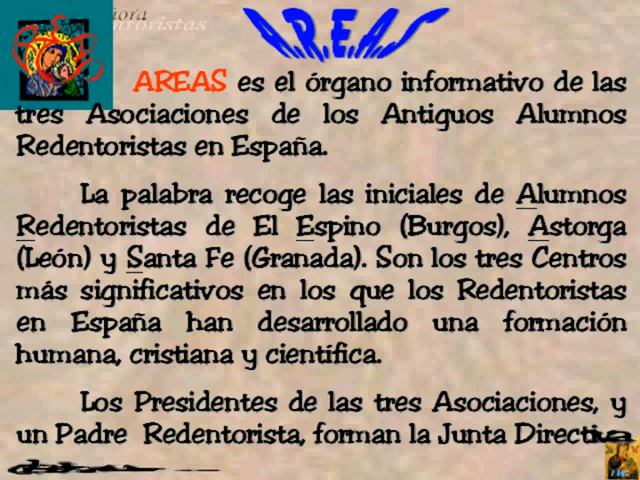 A.R.E.A.S
AREAS es el órgano informativo de las
tres Asociaciones de los Antiguos Alumnos
Redentoristas en España.
La palabra recoge las iniciales de Alumnos
Redentoristas de El Espino (Burgos), Astorga
(León) y Santa Fe (Granada). Son los tres Centros
más significativos en los que los Redentoristas
en España han desarrollado una formación
humana, cristiana y científica.
Los Presidentes de las tres Asociaciones, y
un Padre Redentorista, forman la Junta Directiva